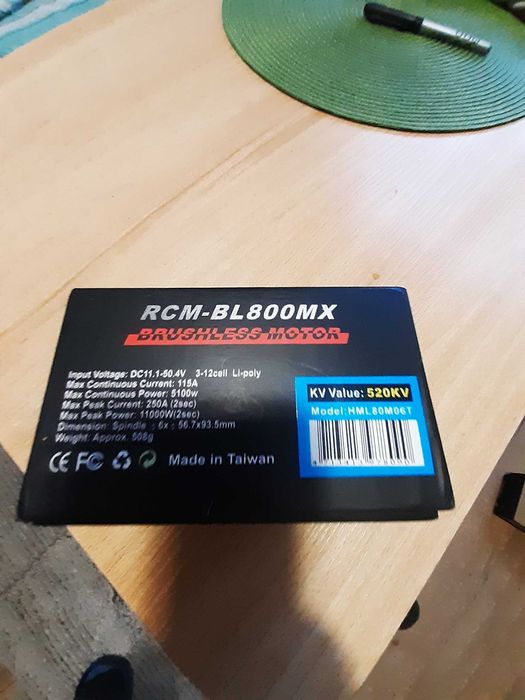 RCM-BL800MX
BRUSHLESS MOTOR
Input Voltage: DC11.1-50.4V 3-12cell Li-poly
Max Continuous Current: 115A
Max Continuous Power: 5100w
Max Peak Current: 250A (2sec)
Max Peak Power: 11000W(2sec)
Dimension: Spindle : 6x : 56.7x93.5mm
Weight: Approx. 508g
CE FC Made in Taiwan
KV Value: 520KV
Model:HML80M06T